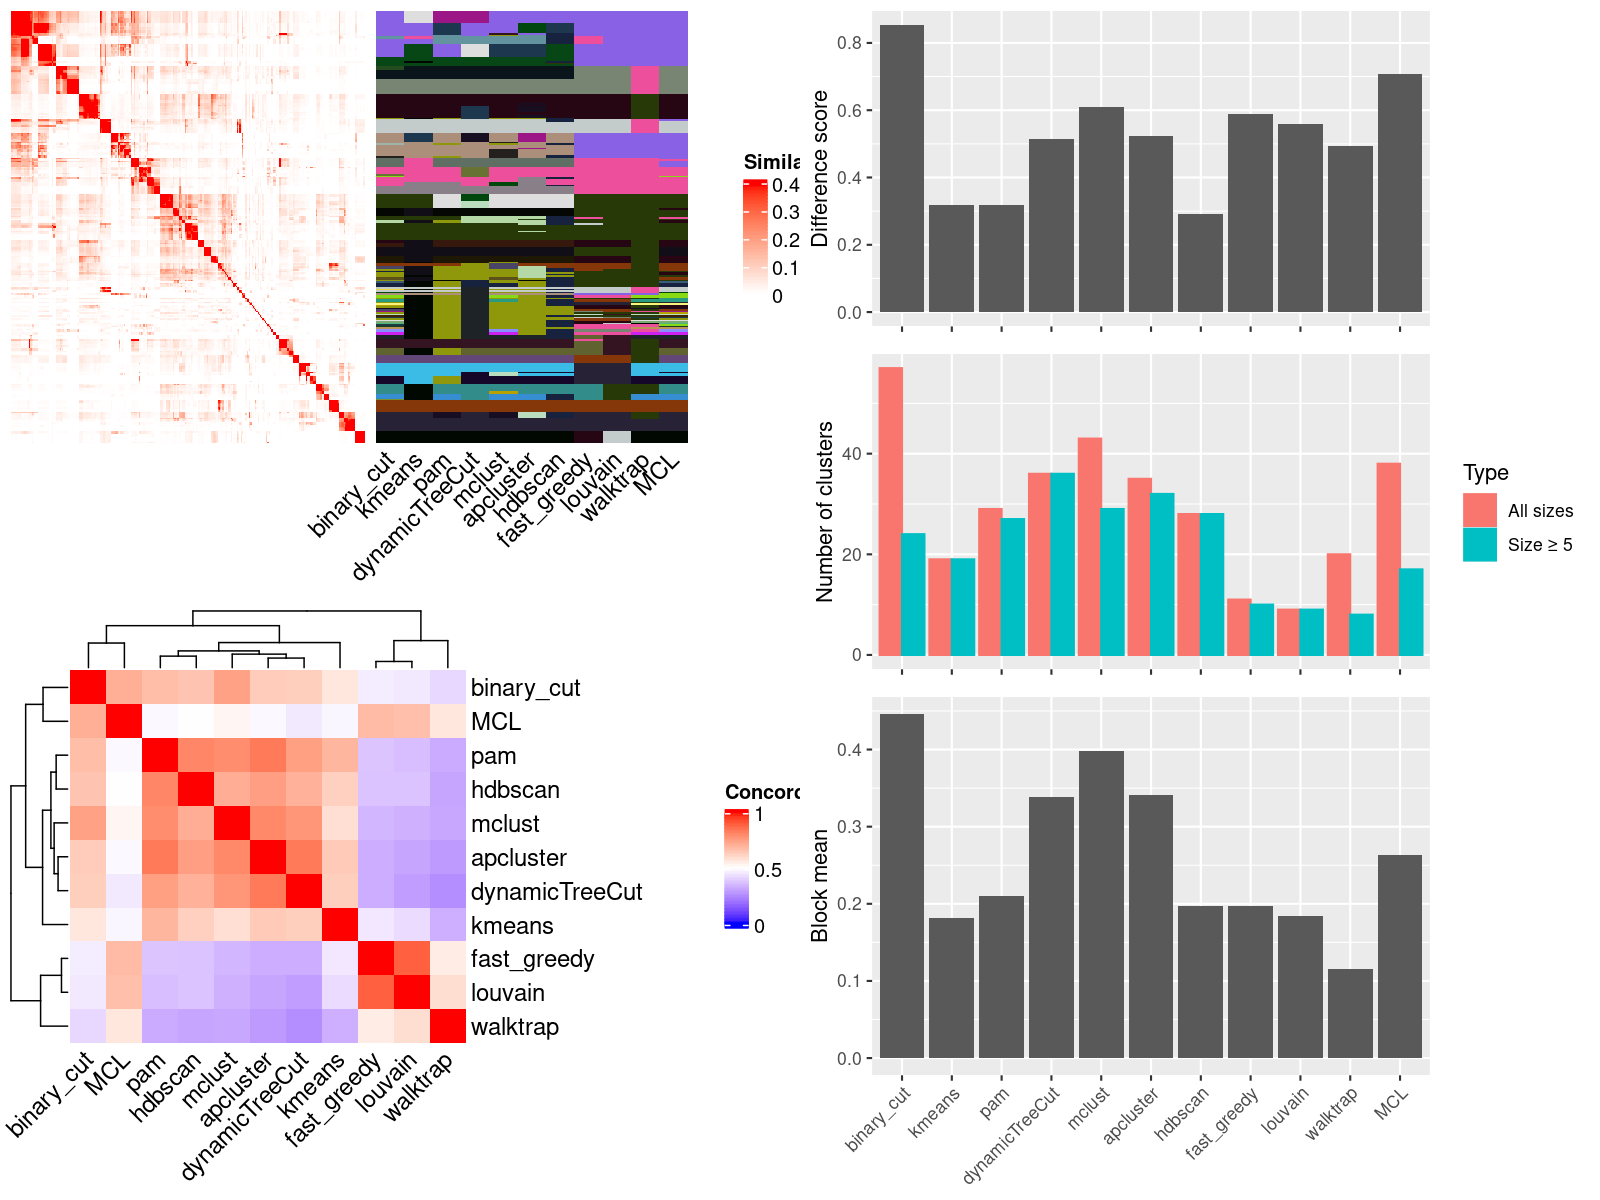 Simila
0.4
0.3
0.2
0.1
0
binary_cut
kmeans
pam
dynamicTreeCut
mclust
apcluster
hdbscan
fast_greedy
louvain
walktrap
MCL
binary_cut
MCL
pam
hdbscan
mclust
apcluster
dynamicTreeCut
kmeans
fast_greedy
louvain
walktrap
binary_cut
MCL
pam
hdbscan
mclust
apcluster
dynamicTreeCut
kmeans
fast_greedy
louvain
walktrap
Concord
1
0.5
0
Difference score
0.8
0.6
0.4
0.2
0.0
Number of clusters
40
20
0
Type
All sizes
Size ≥ 5
Block mean
0.4
0.3
0.2
0.1
0.0
binary_cut
kmeans
pam
dynamicTreeCut
mclust
apcluster
hdbscan
fast_greedy
louvain
walktrap
MCL